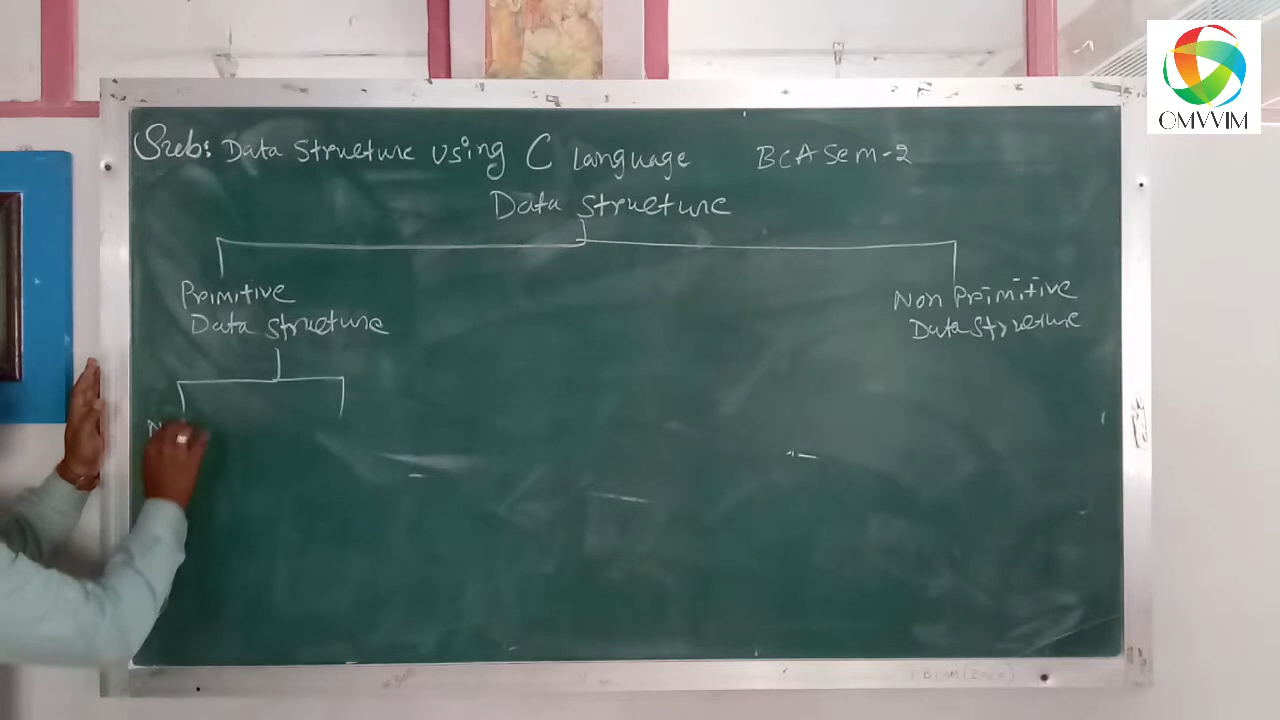 OMVVIM
Sub: Data Structure Using C Language BCA Sem-2
Data Structure
Primitive
Data Structure
Non Primitive
Data Structure
N